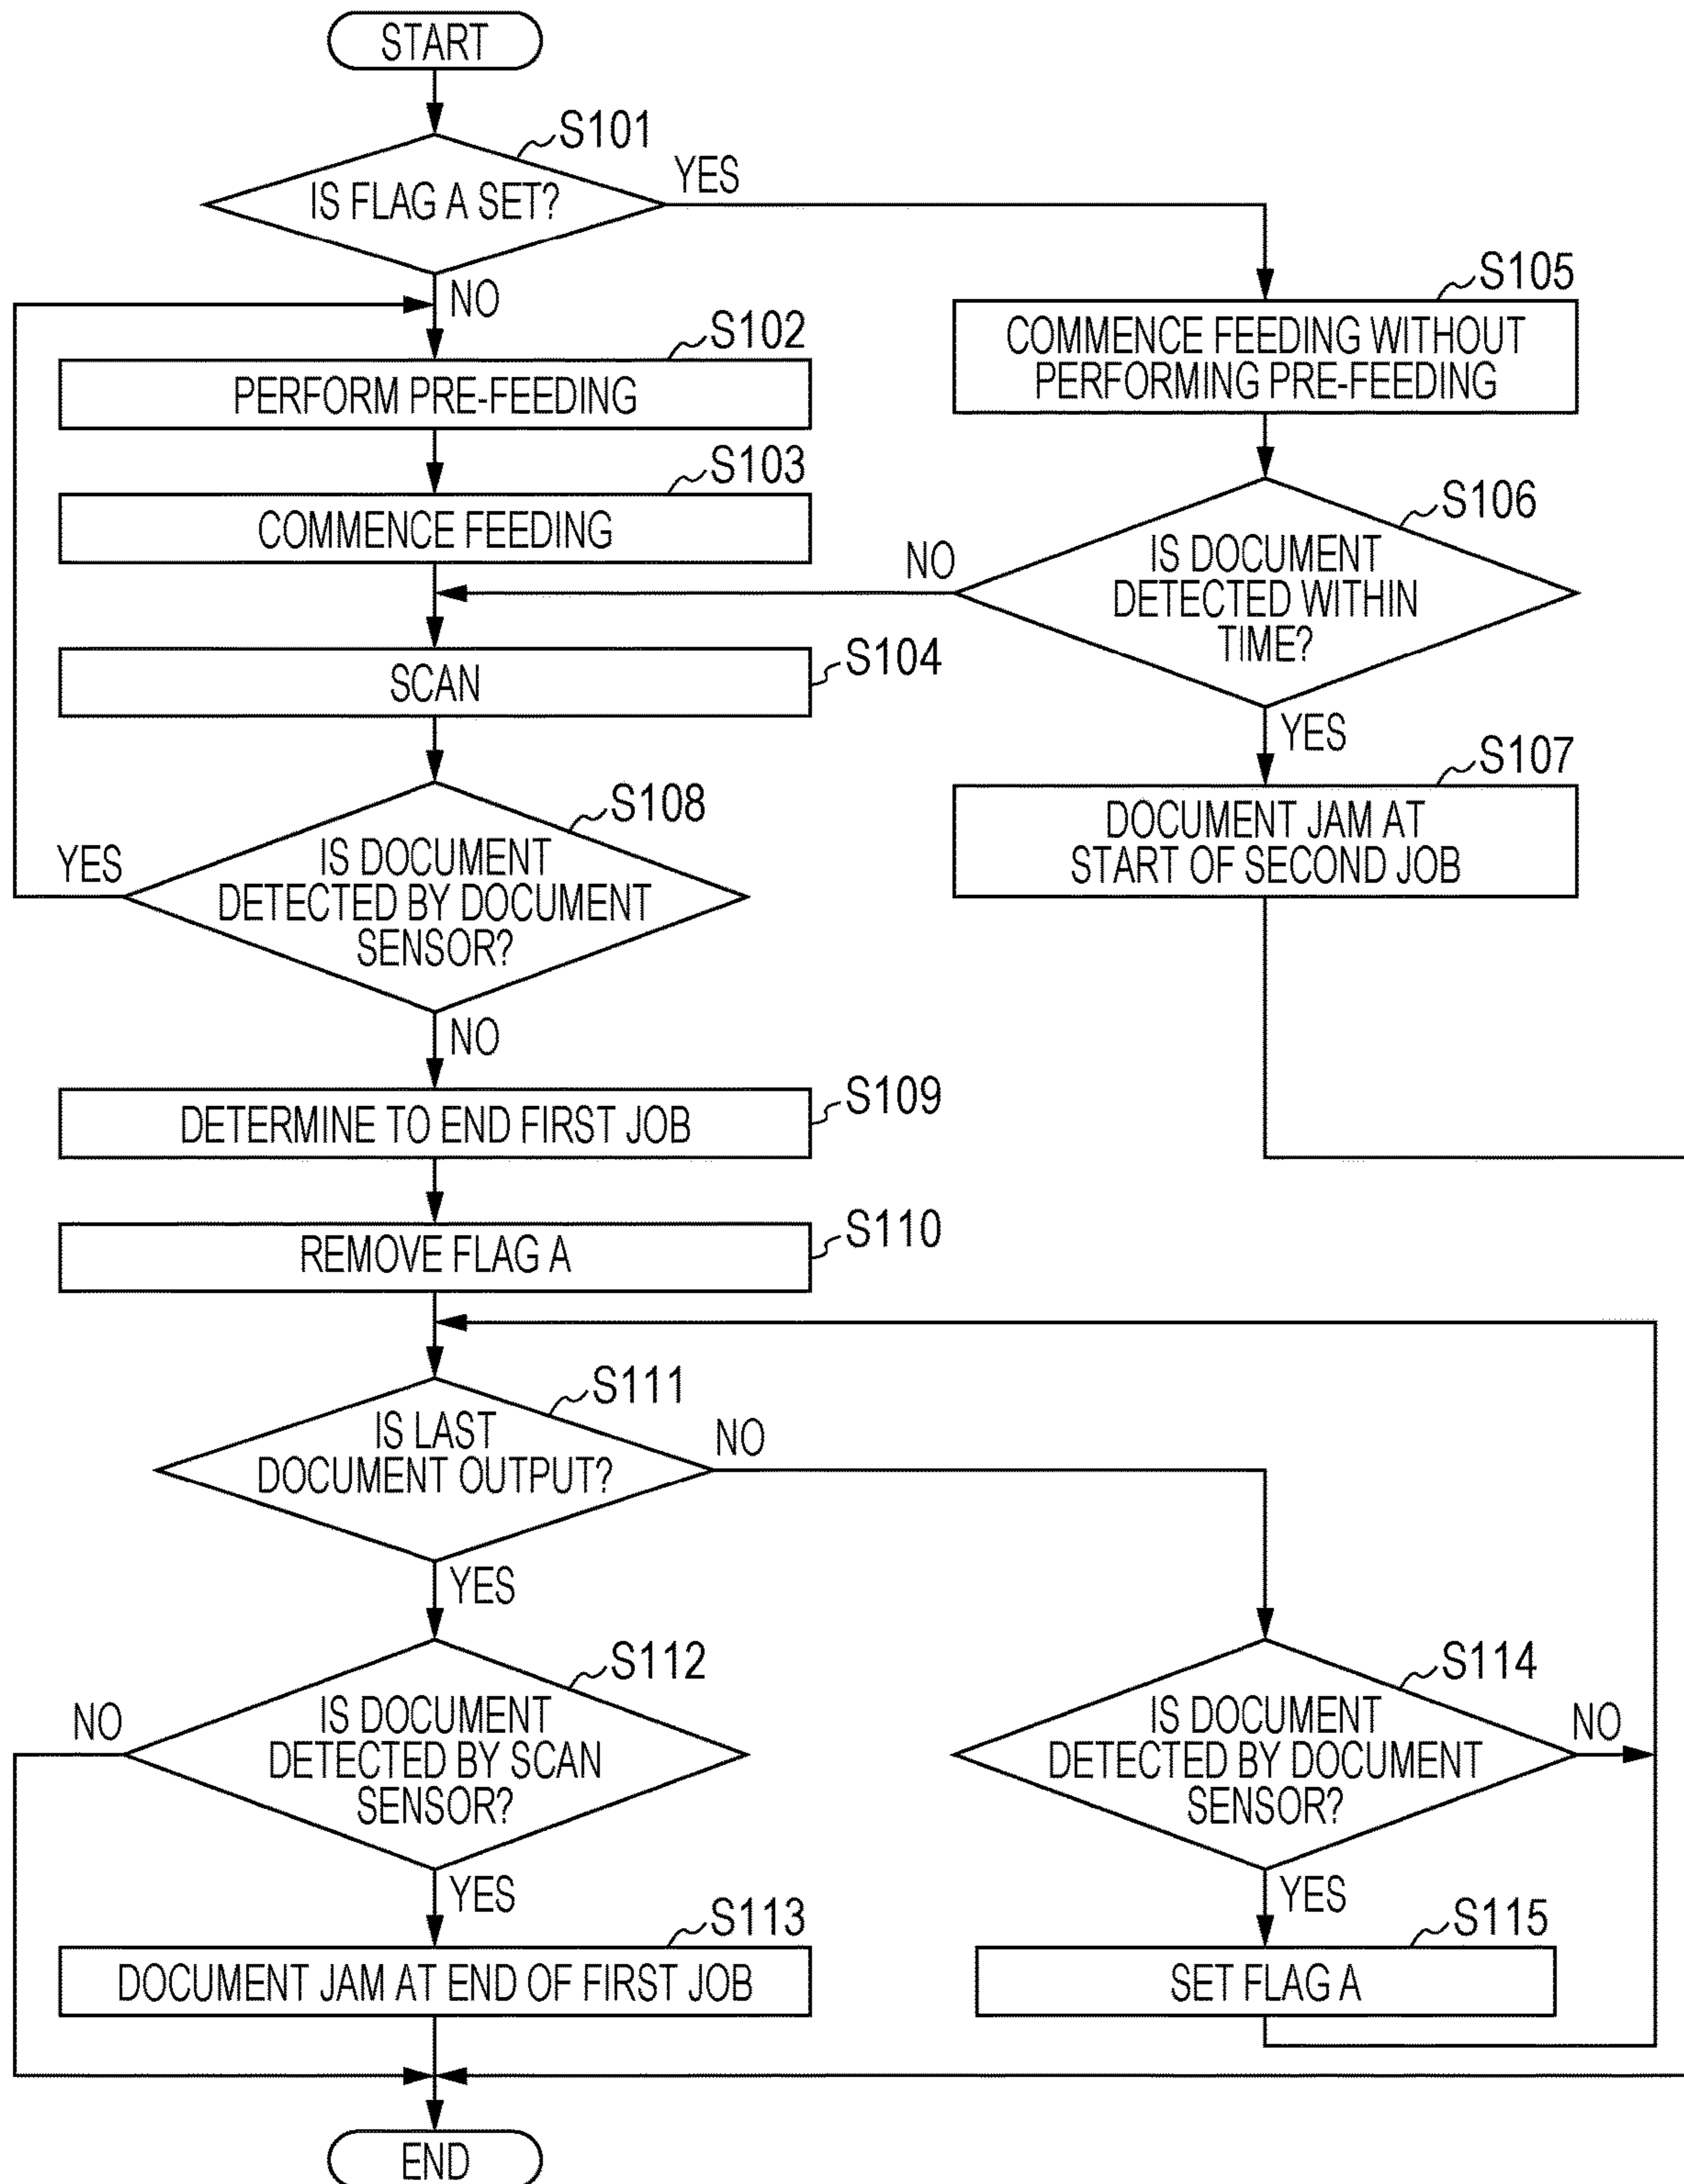 START
S101
IS FLAG A SET?
YES
NO
S105
COMMENCE FEEDING WITHOUT
PERFORMING PRE-FEEDING
S102
PERFORM PRE-FEEDING
S103
COMMENCE FEEDING
S106
IS DOCUMENT
DETECTED WITHIN
TIME?
NO
YES
S104
SCAN
S107
DOCUMENT JAM AT
START OF SECOND JOB
S108
IS DOCUMENT
DETECTED BY DOCUMENT
SENSOR?
YES
NO
S109
DETERMINE TO END FIRST JOB
S110
REMOVE FLAG A
S111
IS LAST
DOCUMENT OUTPUT?
NO
YES
S112
IS DOCUMENT
DETECTED BY SCAN
SENSOR?
NO
YES
S114
IS DOCUMENT
DETECTED BY DOCUMENT
SENSOR?
NO
YES
S113
DOCUMENT JAM AT END OF FIRST JOB
S115
SET FLAG A
END